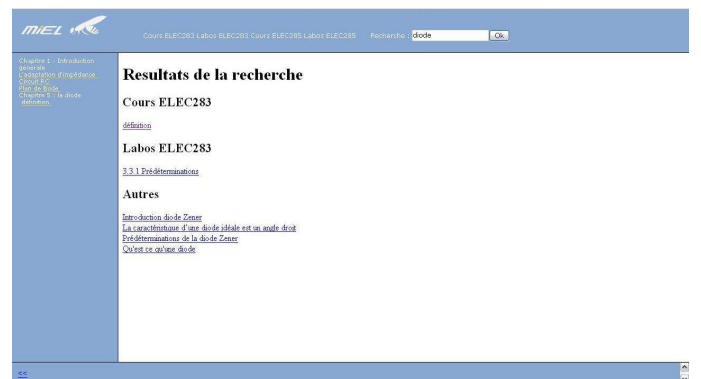 MiEL
Cours ELEC283 Labos ELEC283 Cours ELEC285 Labos ELEC285 Recherche : diode Ok
Chapitre 1 : Introduction
generale
L'adaptation d'impédance
Circuit RC
Plan de Bode
Chapitre 5 : la diode
définition
Resultats de la recherche
Cours ELEC283
définition
Labos ELEC283
3.3.1 Prédéterminations
Autres
Introduction diode Zener
La caractéristique d'une diode idéale est un angle droit
Prédéterminations de la diode Zener
Qu'est ce qu'une diode
<<